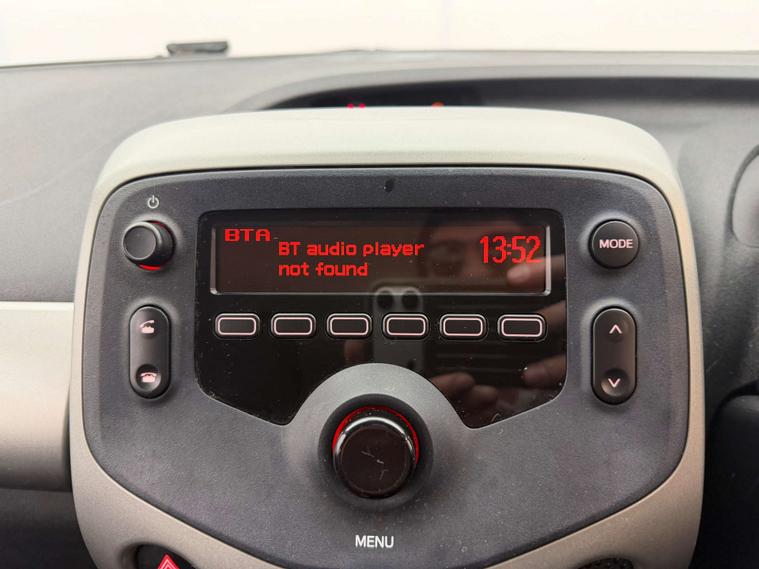 BTA
BT audio player
not found
13:52
MODE
MENU